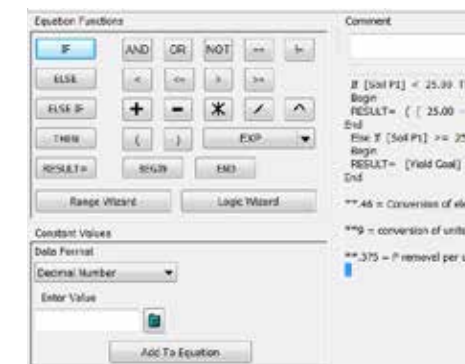 Equation Functions
IF AND OR NOT == !=
ELSE < <= > >=
ELSE IF + - * / ^
THEN ( ) EXP
RESULT= BEGIN END
Range Wizard Logic Wizard
Constant Values
Data Format
Decimal Number
Enter Value
Add To Equation
Comment
If [Soil P1] < 25.00 T
Begin
RESULT= ( ( 25.00 -
End
Else If [Soil P1] >= 25
Begin
RESULT= [Yield Goal]
End
**.46 = Conversion of ele
**9 = conversion of units
**.375 = P removal per u